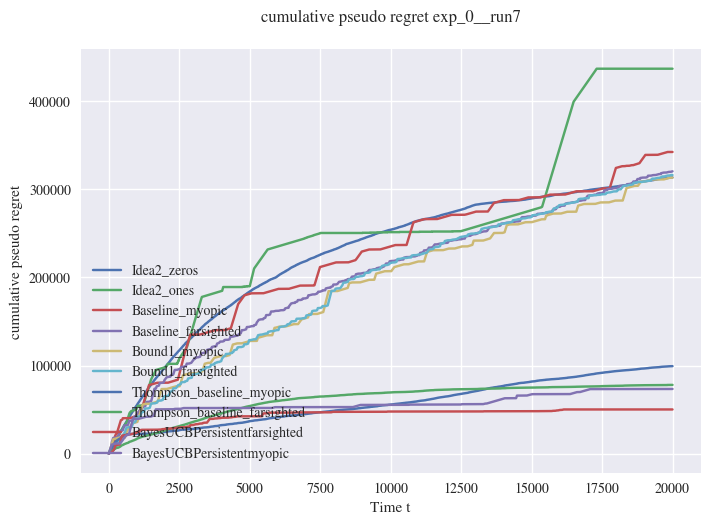 cumulative pseudo regret exp_0__run7
cumulative pseudo regret
400000
300000
200000
100000
0
Idea2_zeros
Idea2_ones
Baseline_myopic
Baseline_farsighted
Bound1_myopic
Bound1_farsighted
Thompson_baseline_myopic
Thompson_baseline_farsighted
BayesUCBPersistentfarsighted
BayesUCBPersistentmyopic
0 2500 5000 7500 10000 12500 15000 17500 20000
Time t